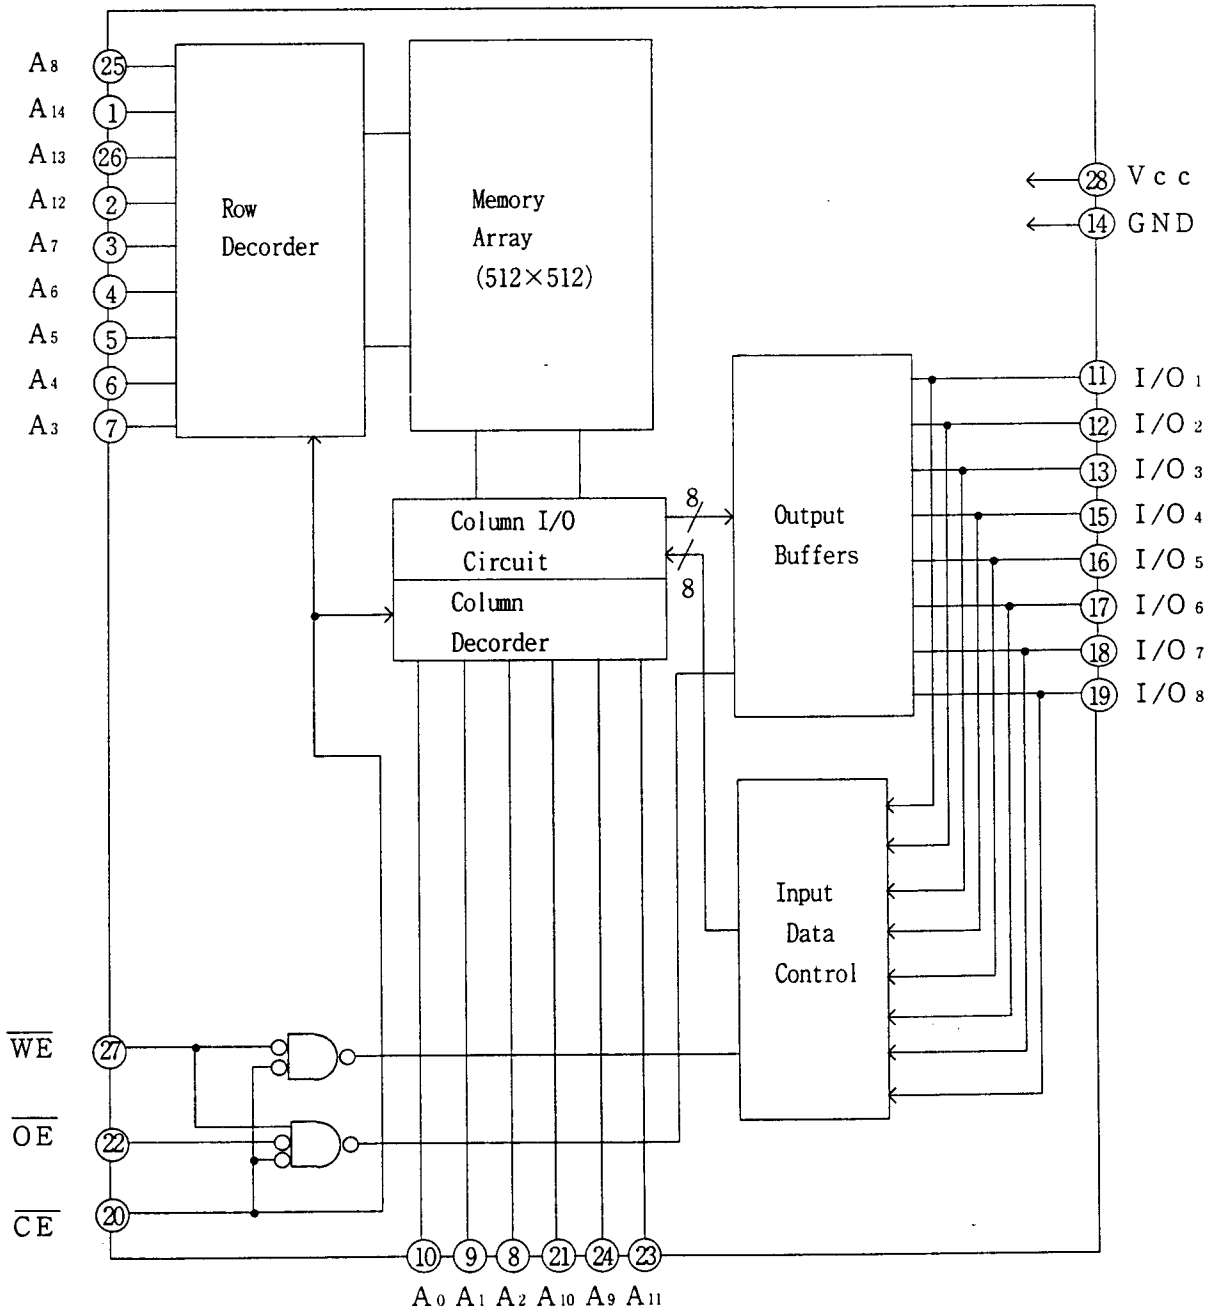 A8 25
A14 1
A13 26
A12 2
A7 3
A6 4
A5 5
A4 6
A3 7
Row
Decorder
Memory
Array
(512×512)
28 Vcc
14 GND
11 I/O1
12 I/O2
13 I/O3
15 I/O4
16 I/O5
17 I/O6
18 I/O7
19 I/O8
Column I/O
Circuit
Column
Decorder
8
8
Output
Buffers
Input
Data
Control
W̅E̅ 27
O̅E̅ 22
C̅E̅ 20
10 9 8 21 24 23
A0 A1 A2 A10 A9 A11